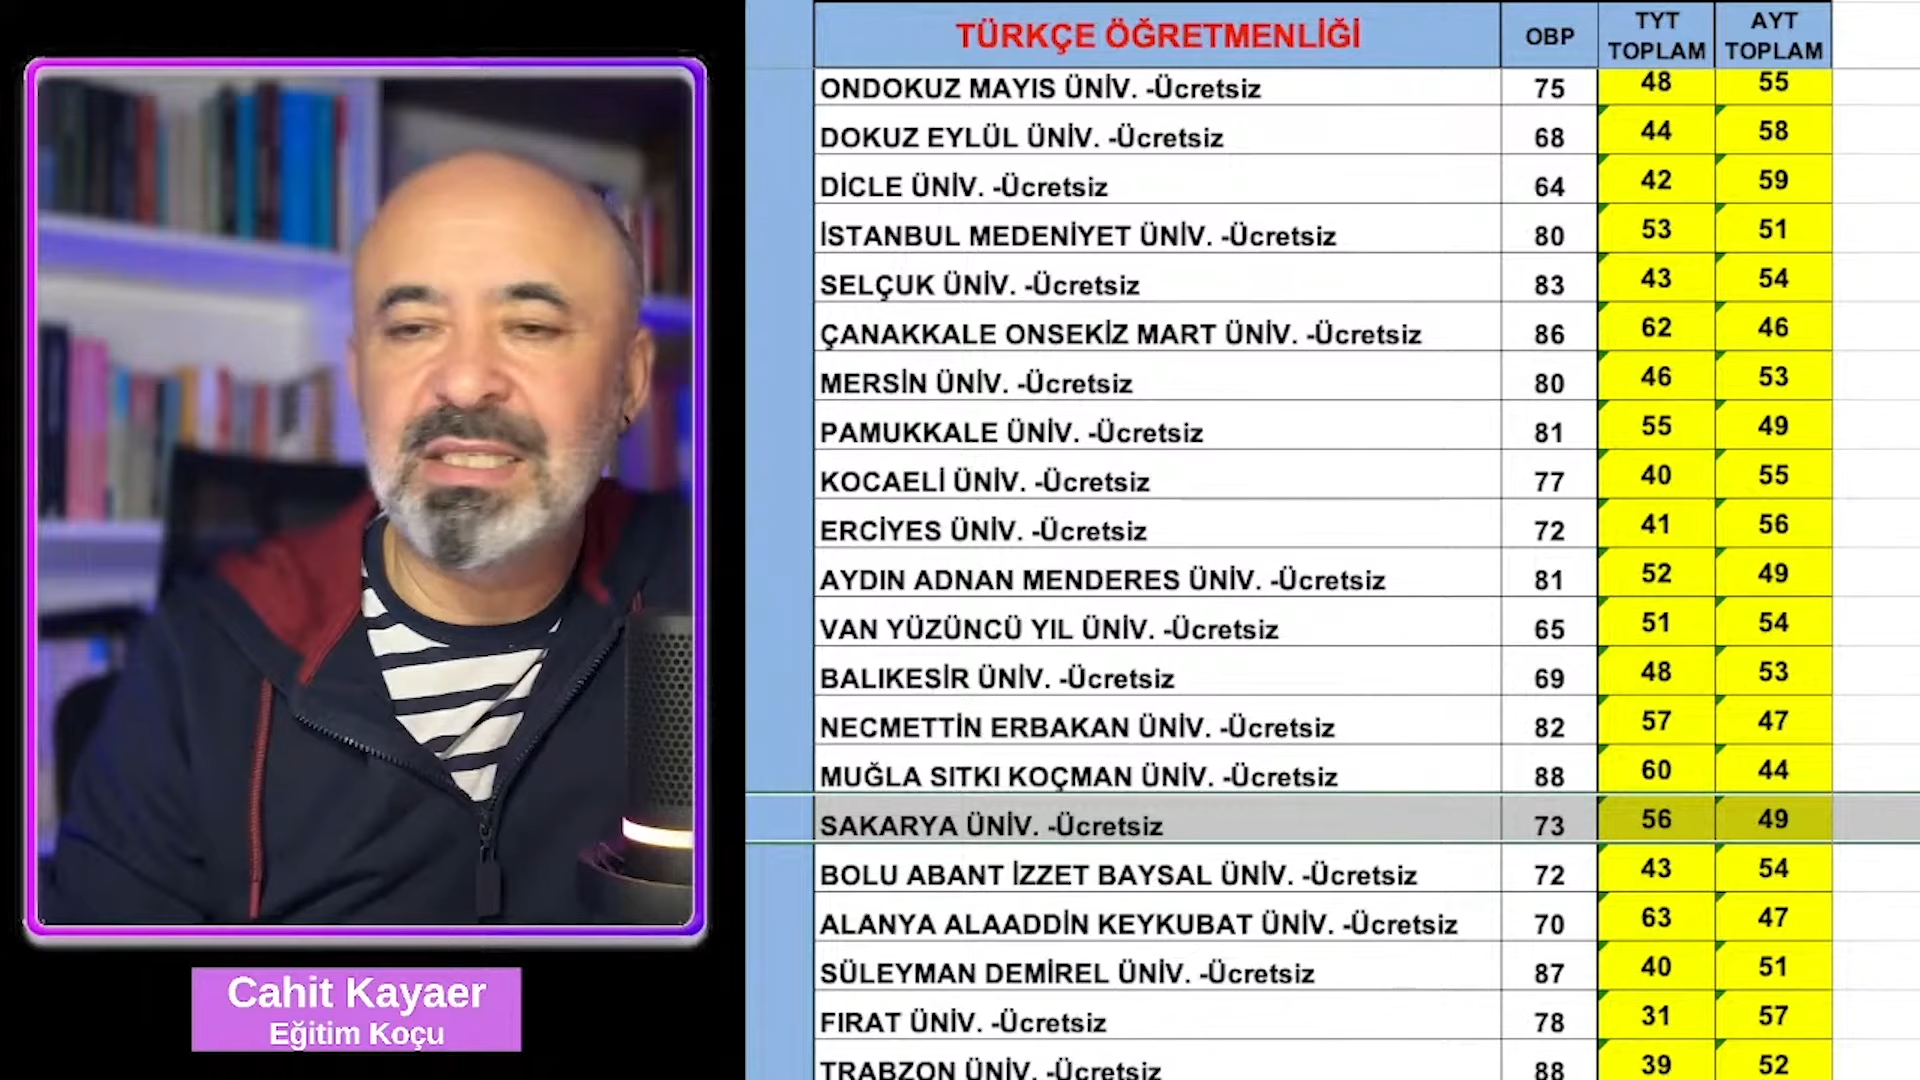 TÜRKÇE ÖĞRETMENLİĞİ OBP TYT TOPLAM AYT TOPLAM
ONDOKUZ MAYIS ÜNİV. -Ücretsiz 75 48 55
DOKUZ EYLÜL ÜNİV. -Ücretsiz 68 44 58
DİCLE ÜNİV. -Ücretsiz 64 42 59
İSTANBUL MEDENİYET ÜNİV. -Ücretsiz 80 53 51
SELÇUK ÜNİV. -Ücretsiz 83 43 54
ÇANAKKALE ONSEKİZ MART ÜNİV. -Ücretsiz 86 62 46
MERSİN ÜNİV. -Ücretsiz 80 46 53
PAMUKKALE ÜNİV. -Ücretsiz 81 55 49
KOCAELİ ÜNİV. -Ücretsiz 77 40 55
ERCİYES ÜNİV. -Ücretsiz 72 41 56
AYDIN ADNAN MENDERES ÜNİV. -Ücretsiz 81 52 49
VAN YÜZÜNCÜ YIL ÜNİV. -Ücretsiz 65 51 54
BALIKESİR ÜNİV. -Ücretsiz 69 48 53
NECMETTİN ERBAKAN ÜNİV. -Ücretsiz 82 57 47
MUĞLA SITKI KOÇMAN ÜNİV. -Ücretsiz 88 60 44
SAKARYA ÜNİV. -Ücretsiz 73 56 49
BOLU ABANT İZZET BAYSAL ÜNİV. -Ücretsiz 72 43 54
ALANYA ALAADDİN KEYKUBAT ÜNİV. -Ücretsiz 70 63 47
SÜLEYMAN DEMİREL ÜNİV. -Ücretsiz 87 40 51
FIRAT ÜNİV. -Ücretsiz 78 31 57
TRABZON ÜNİV. -Ücretsiz 88 39 52
Cahit Kayaer
Eğitim Koçu